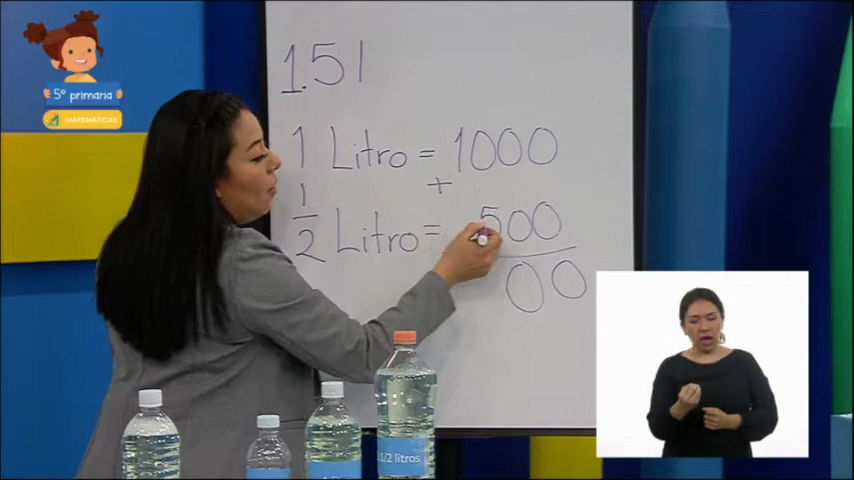 5° primaria
MATEMÁTICAS
1.5 l
1 Litro = 1000
+
1/2 Litro = 500
00
1/2 litros